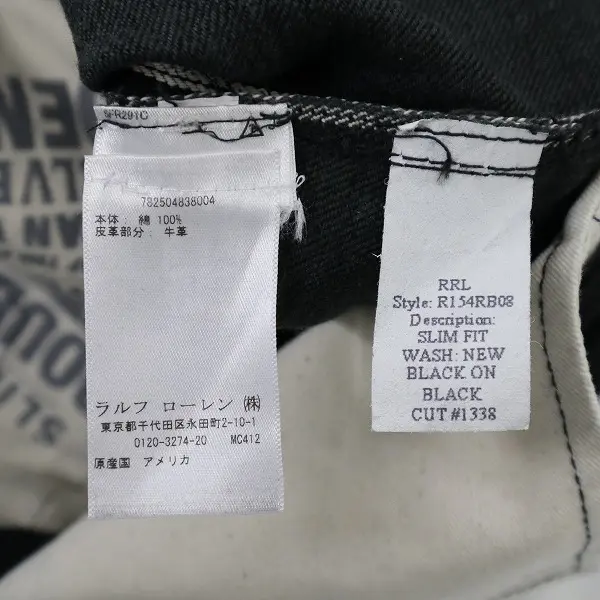 R291C
782504838004
本体: 綿 100%
皮革部分: 牛革
ラルフ ローレン (株)
東京都千代田区永田町2-10-1
0120-3274-20 MC412
原産国 アメリカ
RRL
Style: R154RB08
Description:
SLIM FIT
WASH: NEW
BLACK ON
BLACK
CUT #1338